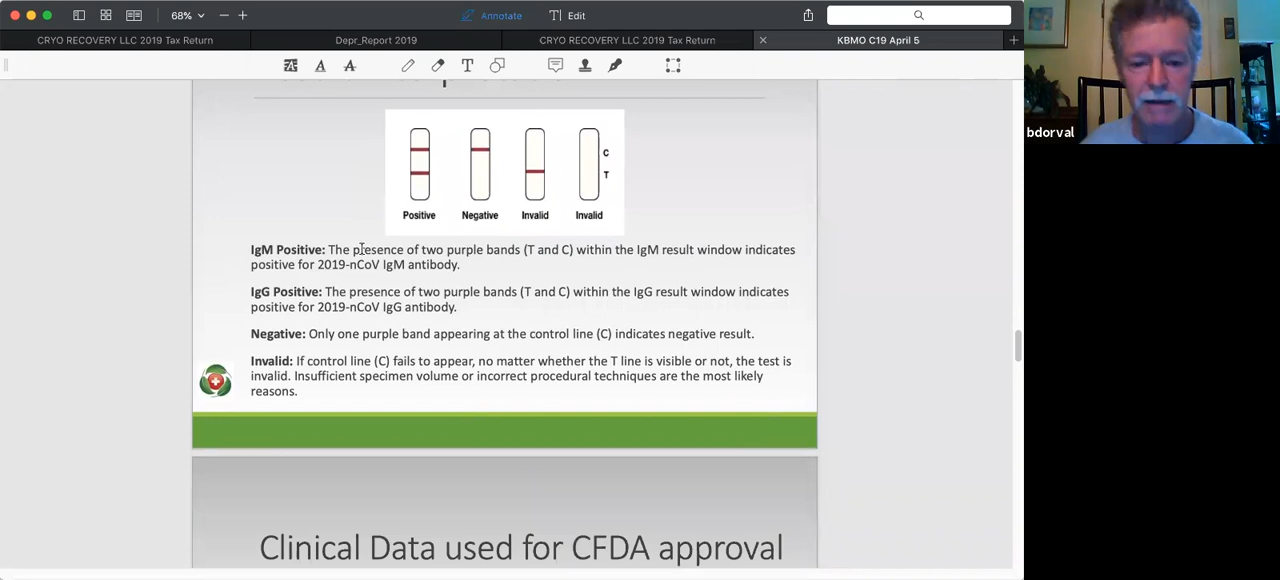 68%
Annotate
Edit
CRYO RECOVERY LLC 2019 Tax Return
Depr_Report 2019
CRYO RECOVERY LLC 2019 Tax Return
KBMO C19 April 5
bdorval
C
T
Positive
Negative
Invalid
Invalid
IgM Positive: The presence of two purple bands (T and C) within the IgM result window indicates
positive for 2019-nCoV IgM antibody.
IgG Positive: The presence of two purple bands (T and C) within the IgG result window indicates
positive for 2019-nCoV IgG antibody.
Negative: Only one purple band appearing at the control line (C) indicates negative result.
Invalid: If control line (C) fails to appear, no matter whether the T line is visible or not, the test is
invalid. Insufficient specimen volume or incorrect procedural techniques are the most likely
reasons.
Clinical Data used for CFDA approval